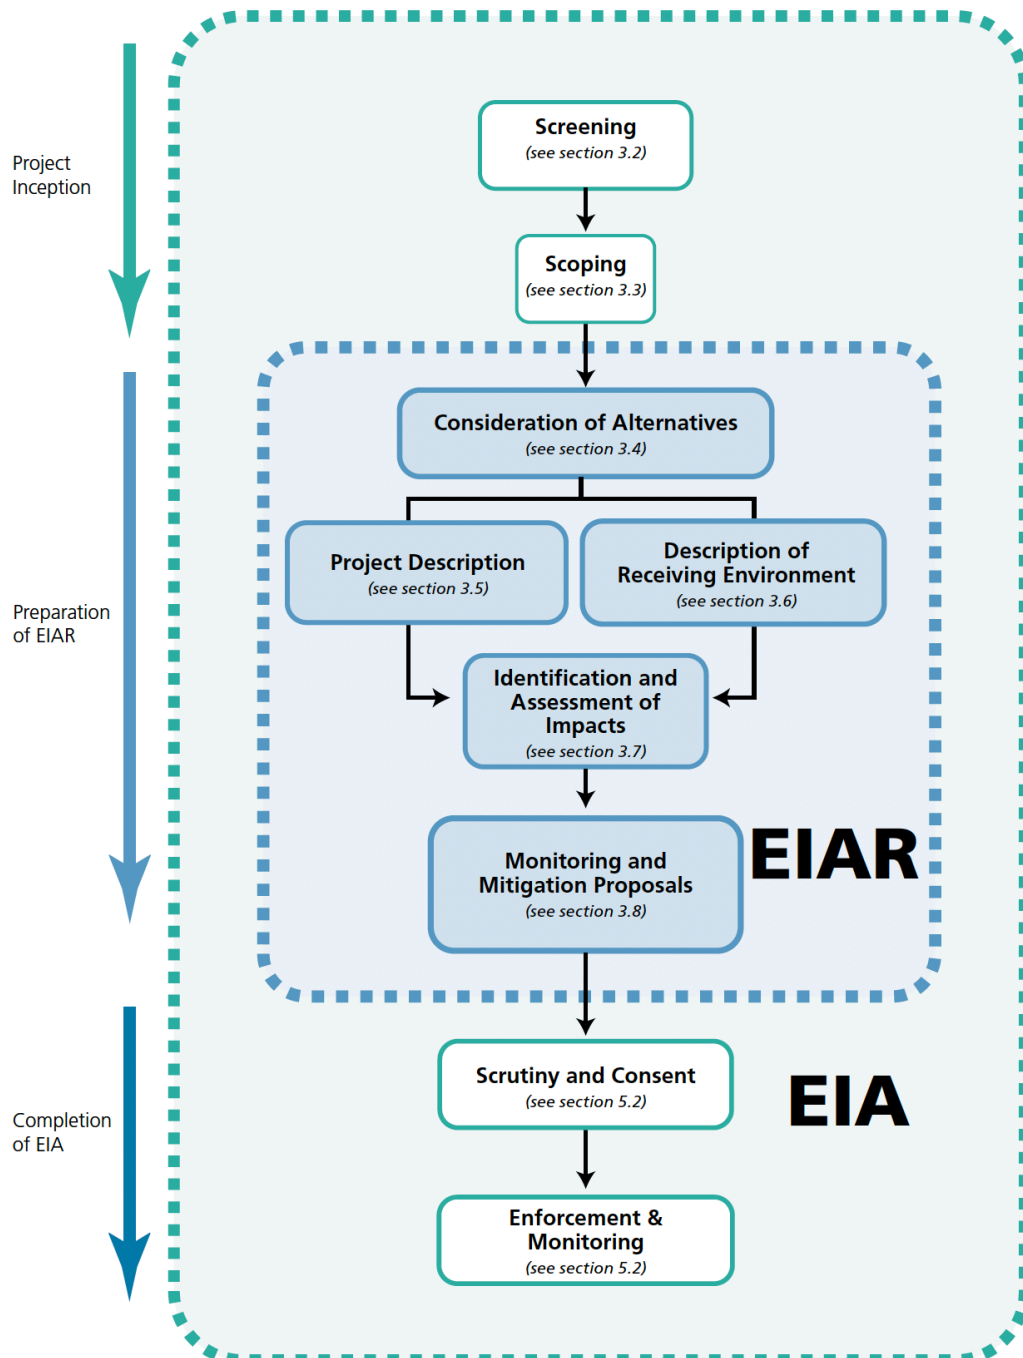 Project
Inception
Screening
(see section 3.2)
Scoping
(see section 3.3)
Preparation
of EIAR
Consideration of Alternatives
(see section 3.4)
Project Description
(see section 3.5)
Description of
Receiving Environment
(see section 3.6)
Identification and
Assessment of
Impacts
(see section 3.7)
Monitoring and
Mitigation Proposals
(see section 3.8)
EIAR
Completion
of EIA
Scrutiny and Consent
(see section 5.2)
EIA
Enforcement &
Monitoring
(see section 5.2)